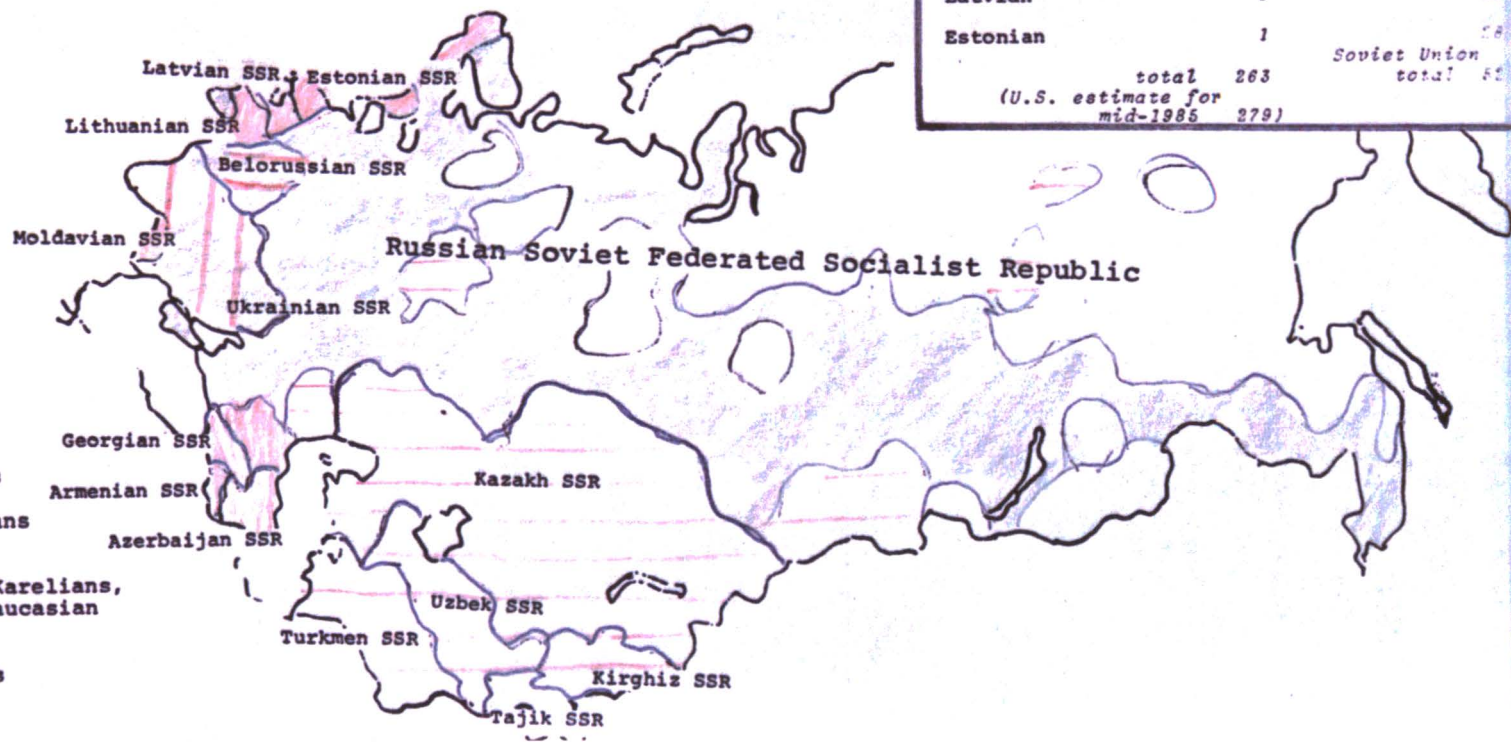 Estonian 1
Soviet Union
total 263 total
(U.S. estimate for
mid-1985 279)
Latvian SSR Estonian SSR
Lithuanian SSR
Belorussian SSR
Moldavian SSR
Russian Soviet Federated Socialist Republic
Ukrainian SSR
Georgian SSR
Kazakh SSR
Armenian SSR
Azerbaijan SSR
Karelians,
Uzbek SSR
Turkmen SSR
Kirghiz SSR
Tajik SSR